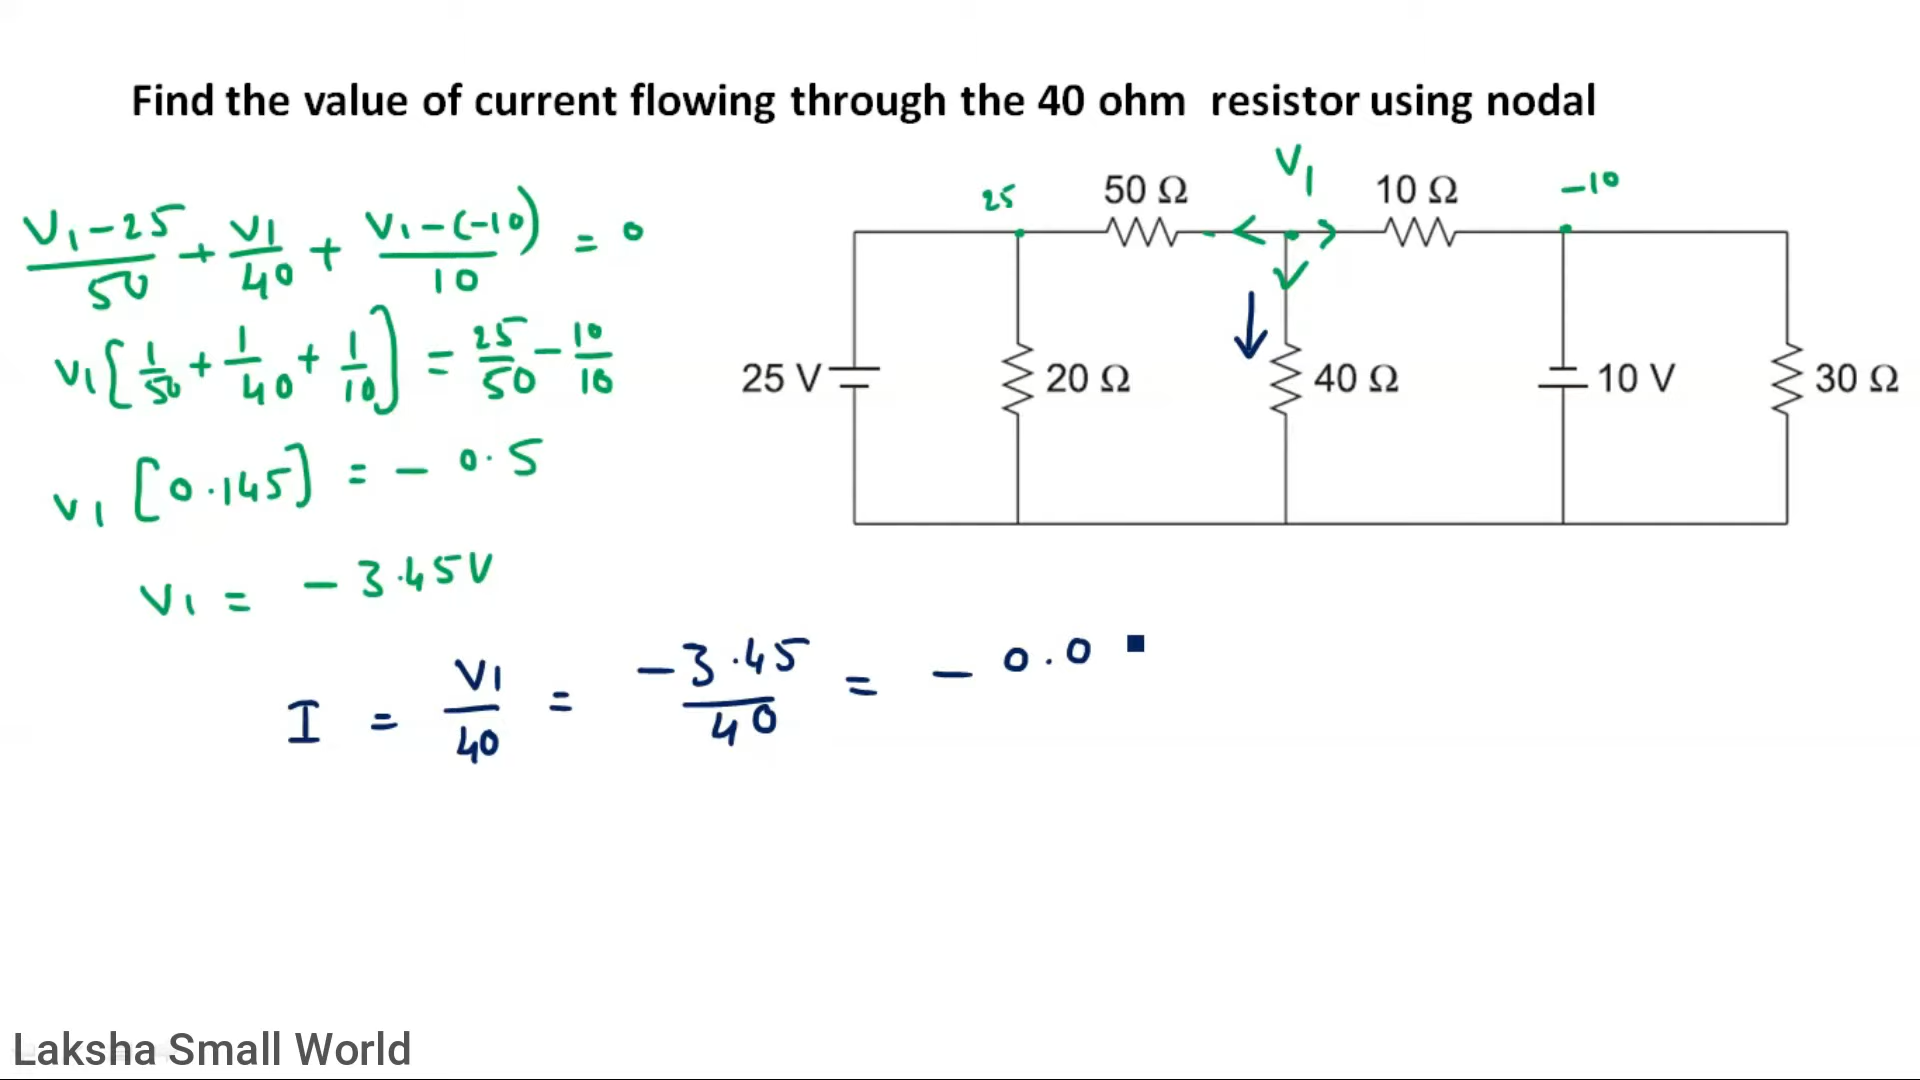 Find the value of current flowing through the 40 ohm resistor using nodal
V₁
25
50 Ω
10 Ω
-10
25 V
20 Ω
40 Ω
10 V
30 Ω
(V₁ - 25)/50 + V₁/40 + (V₁ - (-10))/10 = 0
V₁ [1/50 + 1/40 + 1/10] = 25/50 - 10/10
V₁ [0.145] = - 0.5
V₁ = - 3.45V
I = V₁/40 = -3.45/40 = - 0.0
Laksha Small World